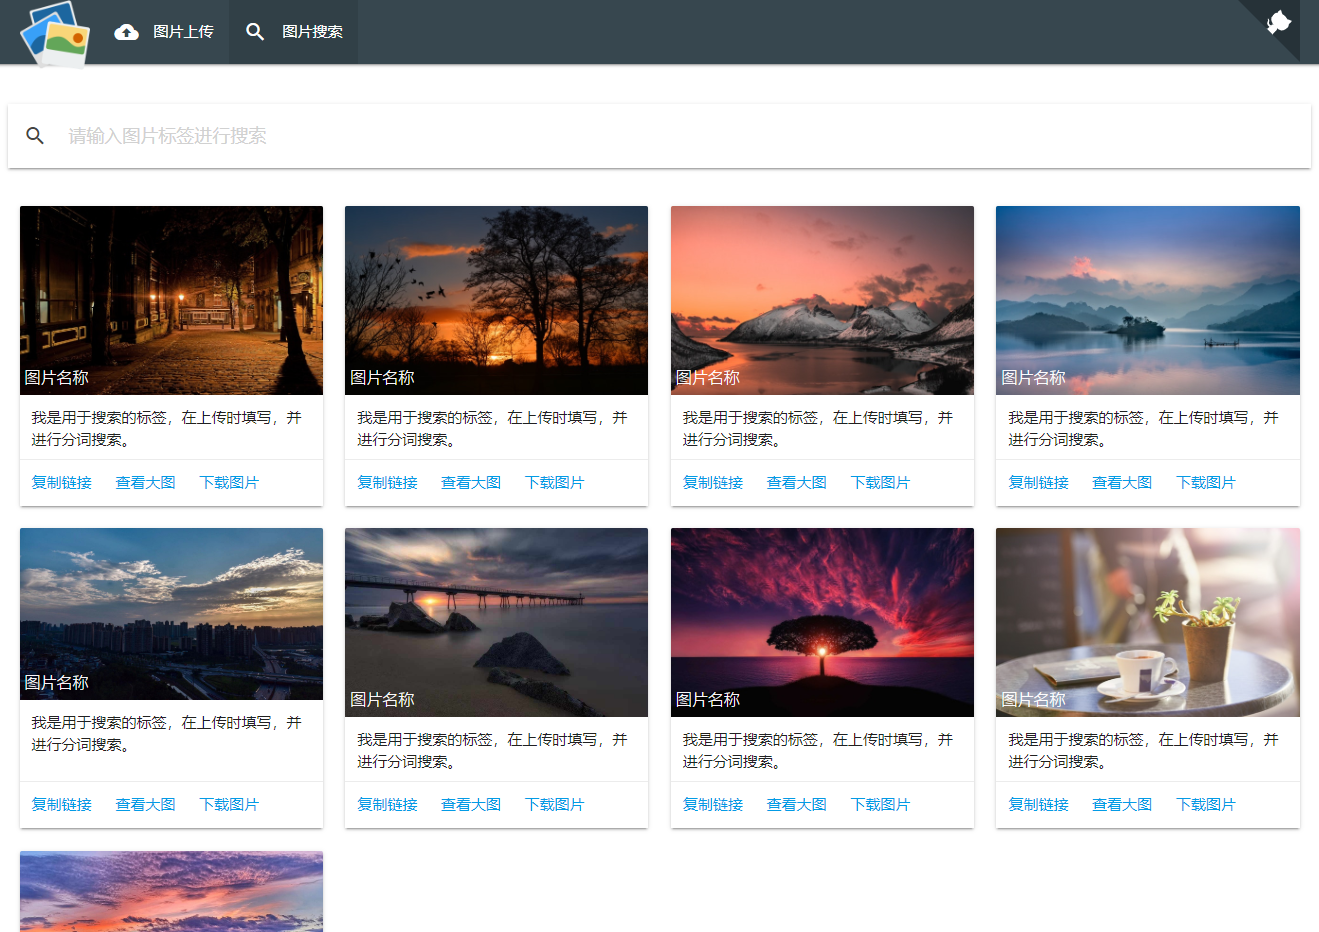 图片上传
图片搜索
请输入图片标签进行搜索
图片名称
图片名称
图片名称
图片名称
我是用于搜索的标签，在上传时填写，并
进行分词搜索。
我是用于搜索的标签，在上传时填写，并
进行分词搜索。
我是用于搜索的标签，在上传时填写，并
进行分词搜索。
我是用于搜索的标签，在上传时填写，并
进行分词搜索。
复制链接 查看大图 下载图片
复制链接 查看大图 下载图片
复制链接 查看大图 下载图片
复制链接 查看大图 下载图片
图片名称
图片名称
图片名称
图片名称
我是用于搜索的标签，在上传时填写，并
进行分词搜索。
我是用于搜索的标签，在上传时填写，并
进行分词搜索。
我是用于搜索的标签，在上传时填写，并
进行分词搜索。
我是用于搜索的标签，在上传时填写，并
进行分词搜索。
复制链接 查看大图 下载图片
复制链接 查看大图 下载图片
复制链接 查看大图 下载图片
复制链接 查看大图 下载图片